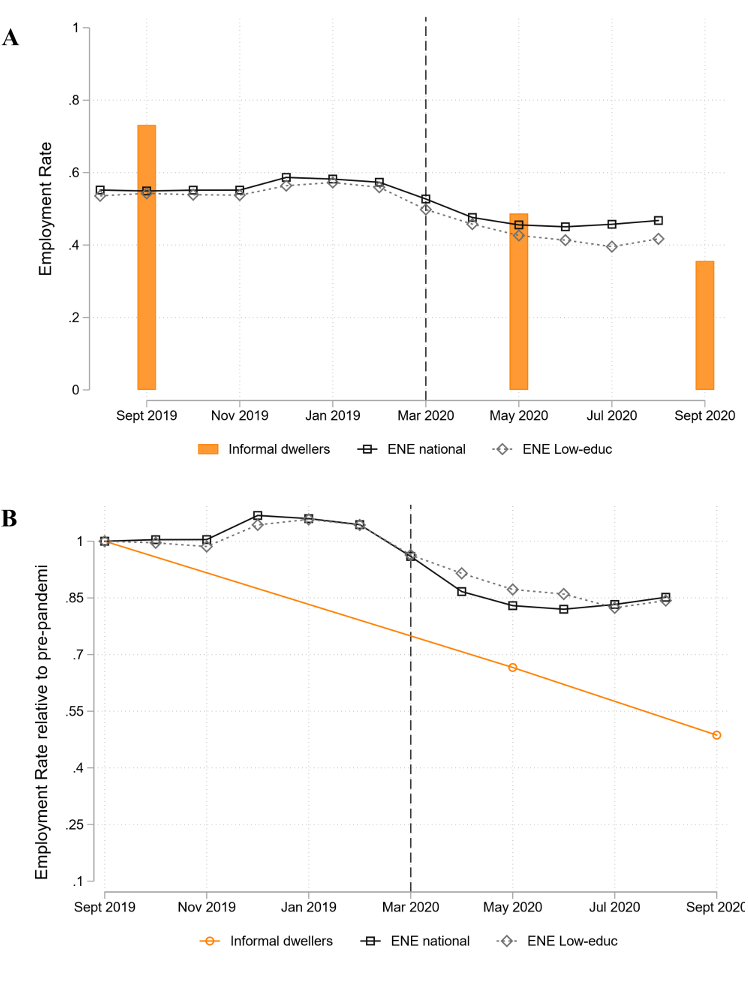 A
Employment Rate
1
.8
.6
.4
.2
0
Sept 2019 Nov 2019 Jan 2019 Mar 2020 May 2020 Jul 2020 Sept 2020
Informal dwellers ENE national ENE Low-educ
B
Employment Rate relative to pre-pandemi
1
.85
.7
.55
.4
.25
.1
Sept 2019 Nov 2019 Jan 2019 Mar 2020 May 2020 Jul 2020 Sept 2020
Informal dwellers ENE national ENE Low-educ